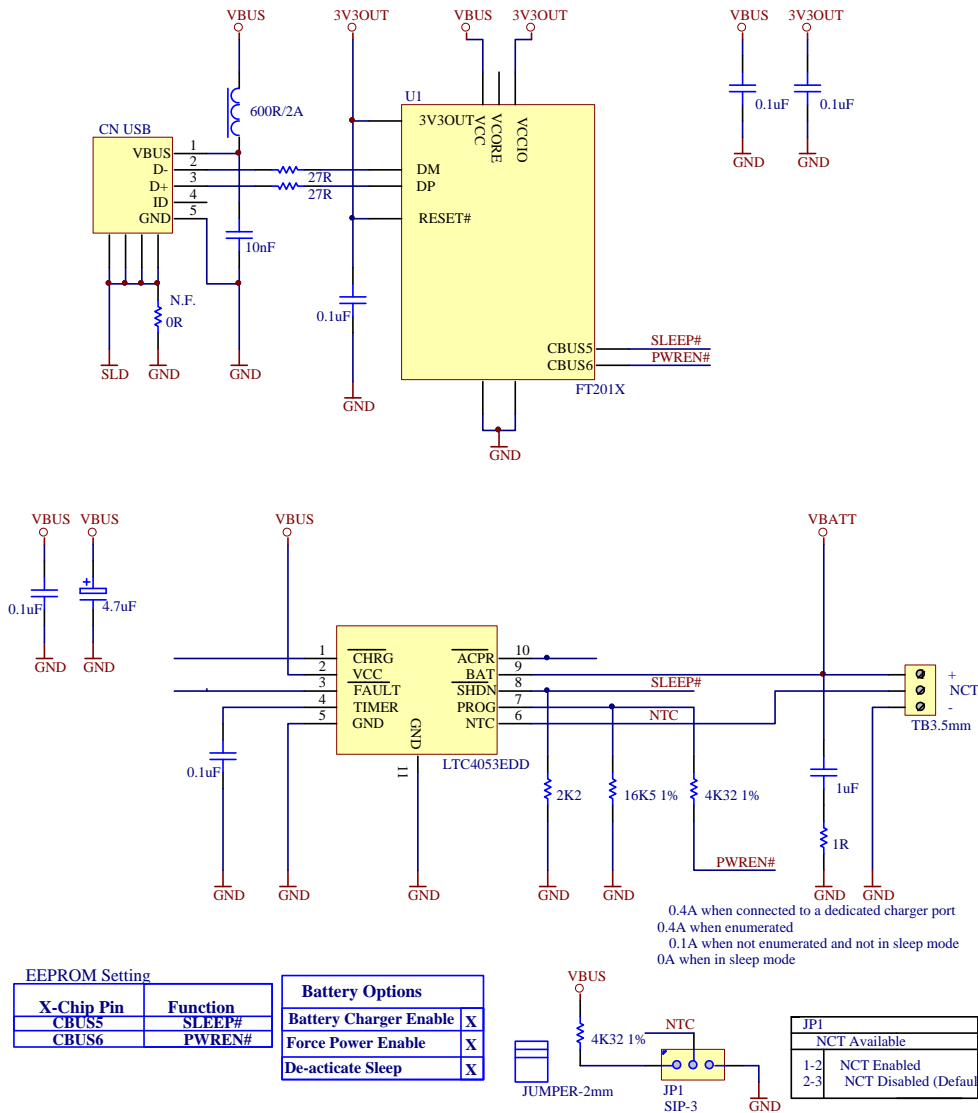 VBUS 3V3OUT VBUS 3V3OUT VBUS 3V3OUT
600R/2A
0.1uF 0.1uF
GND GND
U1
3V3OUT
VCC
VCORE
VCCIO
DM
DP
RESET#
CBUS5
CBUS6
FT201X
SLEEP#
PWREN#
GND
CN USB
VBUS 1
D- 2
D+ 3
ID 4
GND 5
27R
27R
10nF
0.1uF
N.F.
0R
SLD GND GND
GND
VBUS VBUS VBUS VBATT
0.1uF
+
4.7uF
GND GND
1 CHRG
2 VCC
3 FAULT
4 TIMER
5 GND
GND
11
ACPR 10
BAT 9
SHDN 8
PROG 7
NTC 6
LTC4053EDD
SLEEP#
NTC
+
NCT
-
TB3.5mm
0.1uF
2K2
16K5 1%
4K32 1%
1uF
1R
PWREN#
GND GND GND GND GND GND GND
0.4A when connected to a dedicated charger port
0.4A when enumerated
0.1A when not enumerated and not in sleep mode
0A when in sleep mode
EEPROM Setting
X-Chip Pin Function
CBUS5 SLEEP#
CBUS6 PWREN#
Battery Options
Battery Charger Enable X
Force Power Enable X
De-acticate Sleep X
JUMPER-2mm
VBUS
4K32 1%
NTC
JP1
SIP-3
GND
JP1
NCT Available
1-2 NCT Enabled
2-3 NCT Disabled (Defaul